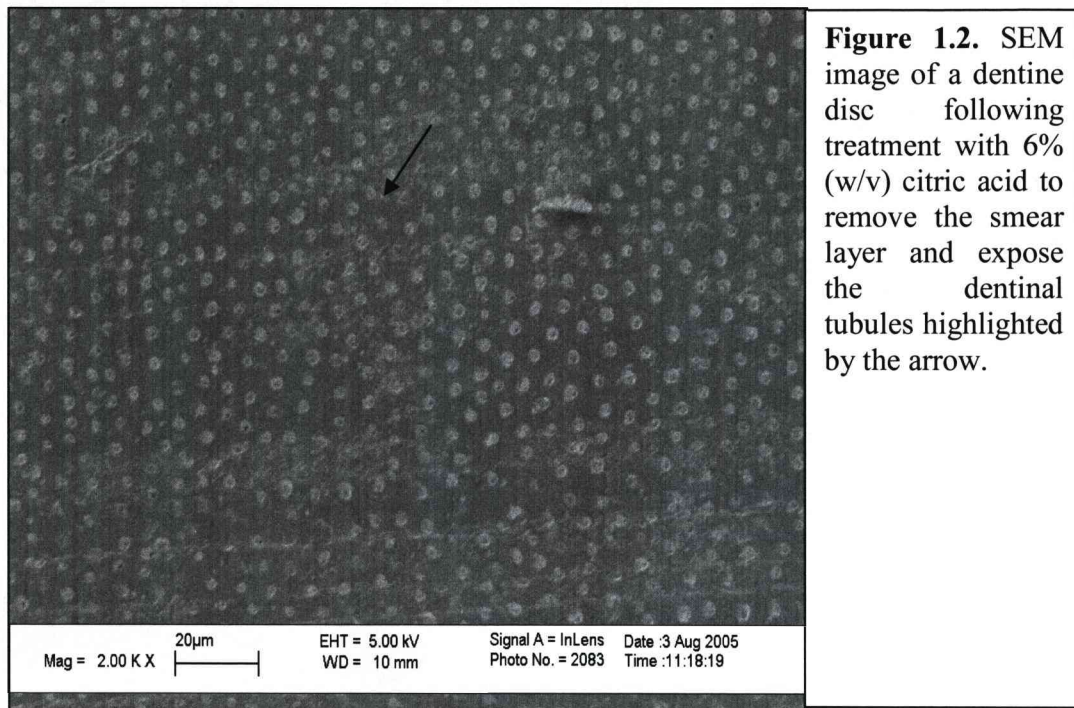 Figure 1.2. SEM
image of a dentine
disc following
treatment with 6%
(w/v) citric acid to
remove the smear
layer and expose
the dentinal
tubules highlighted
by the arrow.
Mag = 2.00 K X
20µm
EHT = 5.00 kV
WD = 10 mm
Signal A = InLens
Photo No. = 2083
Date :3 Aug 2005
Time :11:18:19